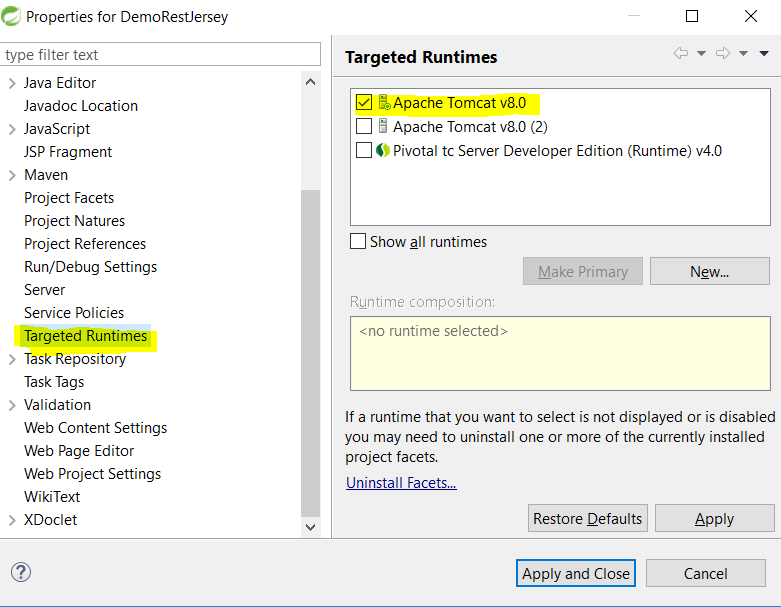 Properties for DemoRestJersey
type filter text
Java Editor
Javadoc Location
JavaScript
JSP Fragment
Maven
Project Facets
Project Natures
Project References
Run/Debug Settings
Server
Service Policies
Targeted Runtimes
Task Repository
Task Tags
Validation
Web Content Settings
Web Page Editor
Web Project Settings
WikiText
XDoclet
Targeted Runtimes
Apache Tomcat v8.0
Apache Tomcat v8.0 (2)
Pivotal tc Server Developer Edition (Runtime) v4.0
Show all runtimes
Make Primary
New...
Runtime composition:
<no runtime selected>
If a runtime that you want to select is not displayed or is disabled
you may need to uninstall one or more of the currently installed
project facets.
Uninstall Facets...
Restore Defaults
Apply
?
Apply and Close
Cancel